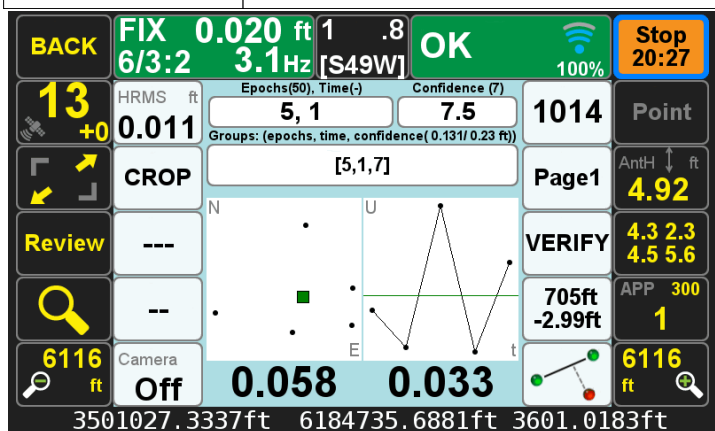 BACK
FIX 0.020 ft
6/3:2 3.1Hz
1 .8
[S49W]
OK
100%
Stop
20:27
13
+0
HRMS ft
0.011
Epochs(50), Time(-)
5, 1
Confidence (7)
7.5
1014
Point
Groups: (epochs, time, confidence( 0.131/ 0.23 ft))
[5,1,7]
CROP
Page1
AntH ft
4.92
N
U
Review
---
VERIFY
4.3 2.3
4.5 5.6
--
705ft
-2.99ft
APP 300
1
E
t
6116
ft
Camera
Off
0.058
0.033
6116
ft
3501027.3337ft 6184735.6881ft 3601.0183ft